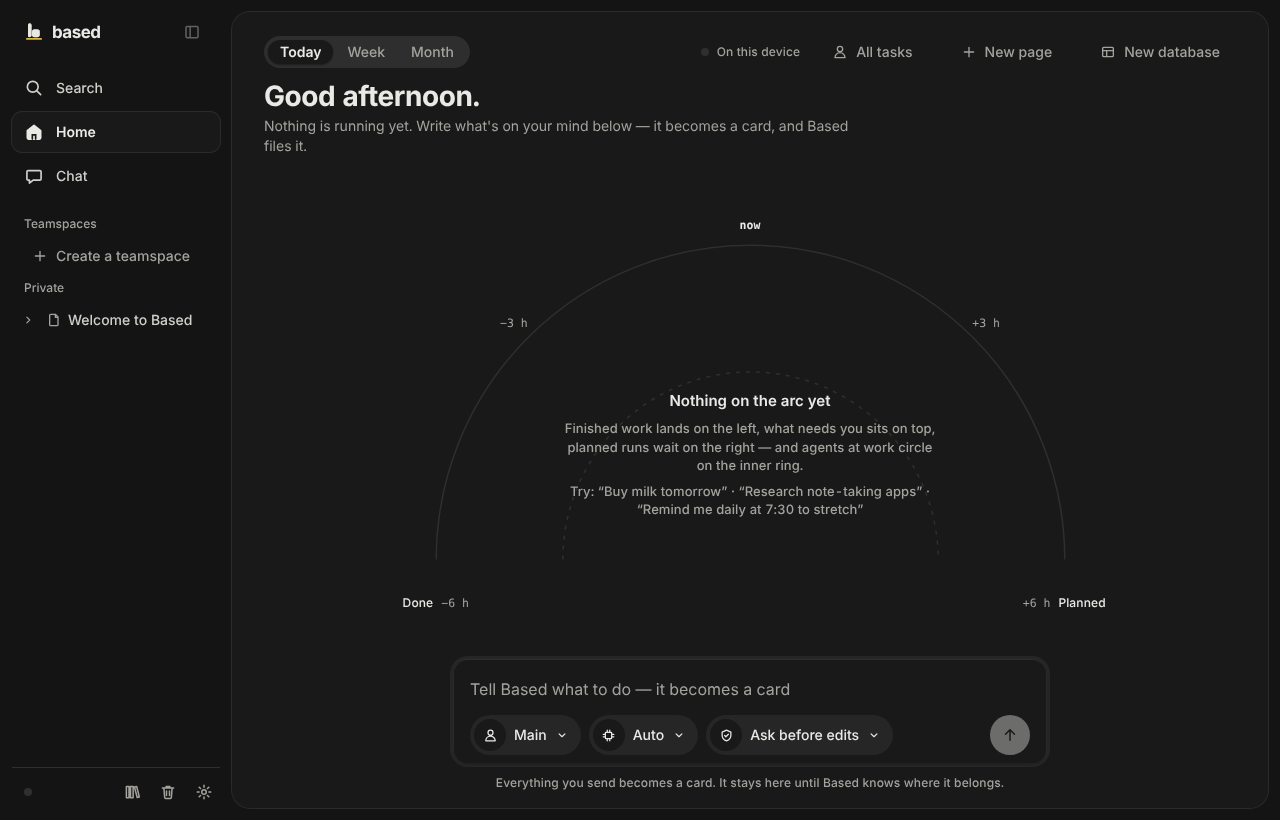 based
Search
Home
Chat
Teamspaces
Create a teamspace
Private
Welcome to Based
Today Week Month
On this device
All tasks
New page
New database
Good afternoon.
Nothing is running yet. Write what's on your mind below — it becomes a card, and Based
files it.
now
−3 h
+3 h
Nothing on the arc yet
Finished work lands on the left, what needs you sits on top,
planned runs wait on the right — and agents at work circle
on the inner ring.
Try: “Buy milk tomorrow” · “Research note-taking apps” ·
“Remind me daily at 7:30 to stretch”
Done −6 h
+6 h Planned
Tell Based what to do — it becomes a card
Main
Auto
Ask before edits
Everything you send becomes a card. It stays here until Based knows where it belongs.